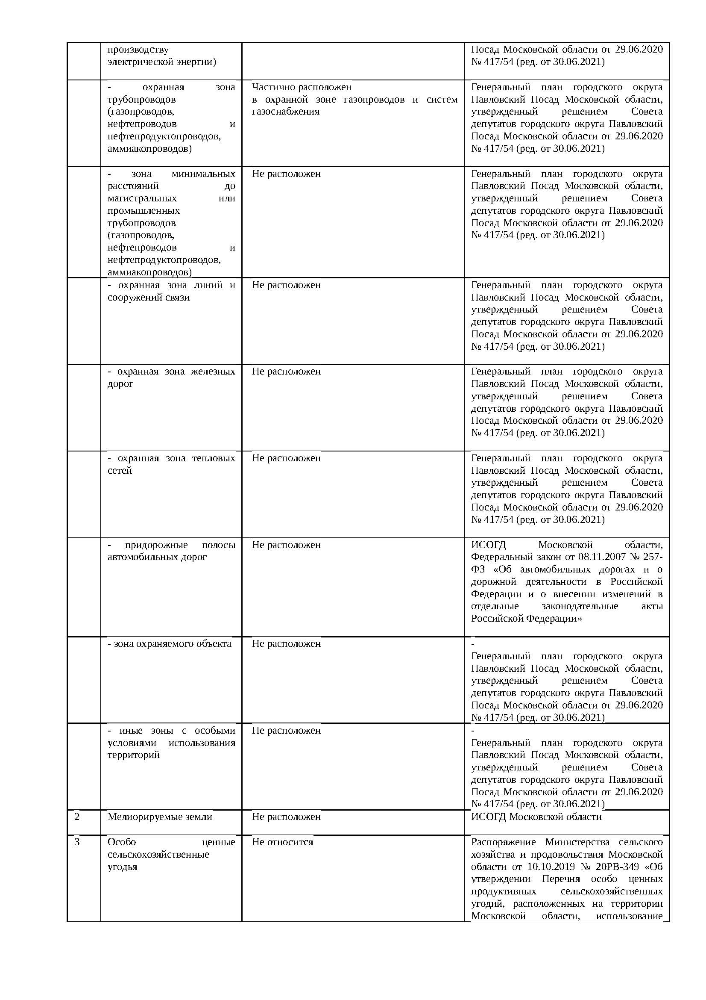 производству
электрической энергии)
Посад Московской области от 29.06.2020
№ 417/54 (ред. от 30.06.2021)
- охранная зона
трубопроводов
(газопроводов,
нефтепроводов и
нефтепродуктопроводов,
аммиакопроводов)
Частично расположен
в охранной зоне газопроводов и систем
газоснабжения
Генеральный план городского округа
Павловский Посад Московской области,
утвержденный решением Совета
депутатов городского округа Павловский
Посад Московской области от 29.06.2020
№ 417/54 (ред. от 30.06.2021)
- зона минимальных
расстояний до
магистральных или
промышленных
трубопроводов
(газопроводов,
нефтепроводов и
нефтепродуктопроводов,
аммиакопроводов)
Не расположен
Генеральный план городского округа
Павловский Посад Московской области,
утвержденный решением Совета
депутатов городского округа Павловский
Посад Московской области от 29.06.2020
№ 417/54 (ред. от 30.06.2021)
- охранная зона линий и
сооружений связи
Не расположен
Генеральный план городского округа
Павловский Посад Московской области,
утвержденный решением Совета
депутатов городского округа Павловский
Посад Московской области от 29.06.2020
№ 417/54 (ред. от 30.06.2021)
- охранная зона железных
дорог
Не расположен
Генеральный план городского округа
Павловский Посад Московской области,
утвержденный решением Совета
депутатов городского округа Павловский
Посад Московской области от 29.06.2020
№ 417/54 (ред. от 30.06.2021)
- охранная зона тепловых
сетей
Не расположен
Генеральный план городского округа
Павловский Посад Московской области,
утвержденный решением Совета
депутатов городского округа Павловский
Посад Московской области от 29.06.2020
№ 417/54 (ред. от 30.06.2021)
- придорожные полосы
автомобильных дорог
Не расположен
ИСОГД Московской области,
Федеральный закон от 08.11.2007 № 257-
ФЗ «Об автомобильных дорогах и о
дорожной деятельности в Российской
Федерации и о внесении изменений в
отдельные законодательные акты
Российской Федерации»
- зона охраняемого объекта
Не расположен
-
Генеральный план городского округа
Павловский Посад Московской области,
утвержденный решением Совета
депутатов городского округа Павловский
Посад Московской области от 29.06.2020
№ 417/54 (ред. от 30.06.2021)
- иные зоны с особыми
условиями использования
территорий
Не расположен
-
Генеральный план городского округа
Павловский Посад Московской области,
утвержденный решением Совета
депутатов городского округа Павловский
Посад Московской области от 29.06.2020
№ 417/54 (ред. от 30.06.2021)
2
Мелиорируемые земли
Не расположен
ИСОГД Московской области
3
Особо ценные
сельскохозяйственные
угодья
Не относится
Распоряжение Министерства сельского
хозяйства и продовольствия Московской
области от 10.10.2019 № 20РВ-349 «Об
утверждении Перечня особо ценных
продуктивных сельскохозяйственных
угодий, расположенных на территории
Московской области, использование